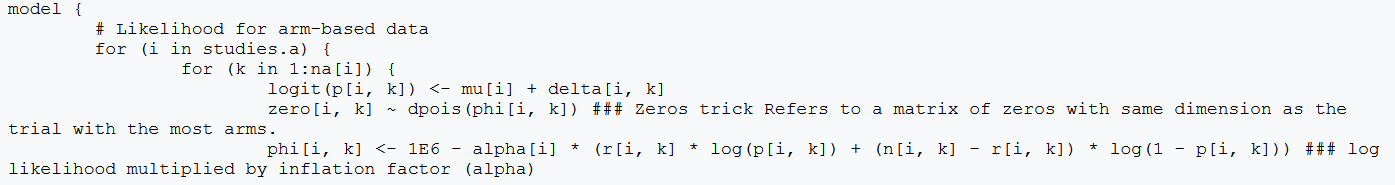 model {
# Likelihood for arm-based data
for (i in studies.a) {
for (k in 1:na[i]) {
logit(p[i, k]) <- mu[i] + delta[i, k]
zero[i, k] ~ dpois(phi[i, k]) ### Zeros trick Refers to a matrix of zeros with same dimension as the
trial with the most arms.
phi[i, k] <- 1E6 - alpha[i] * (r[i, k] * log(p[i, k]) + (n[i, k] - r[i, k]) * log(1 - p[i, k])) ### log
likelihood multiplied by inflation factor (alpha)